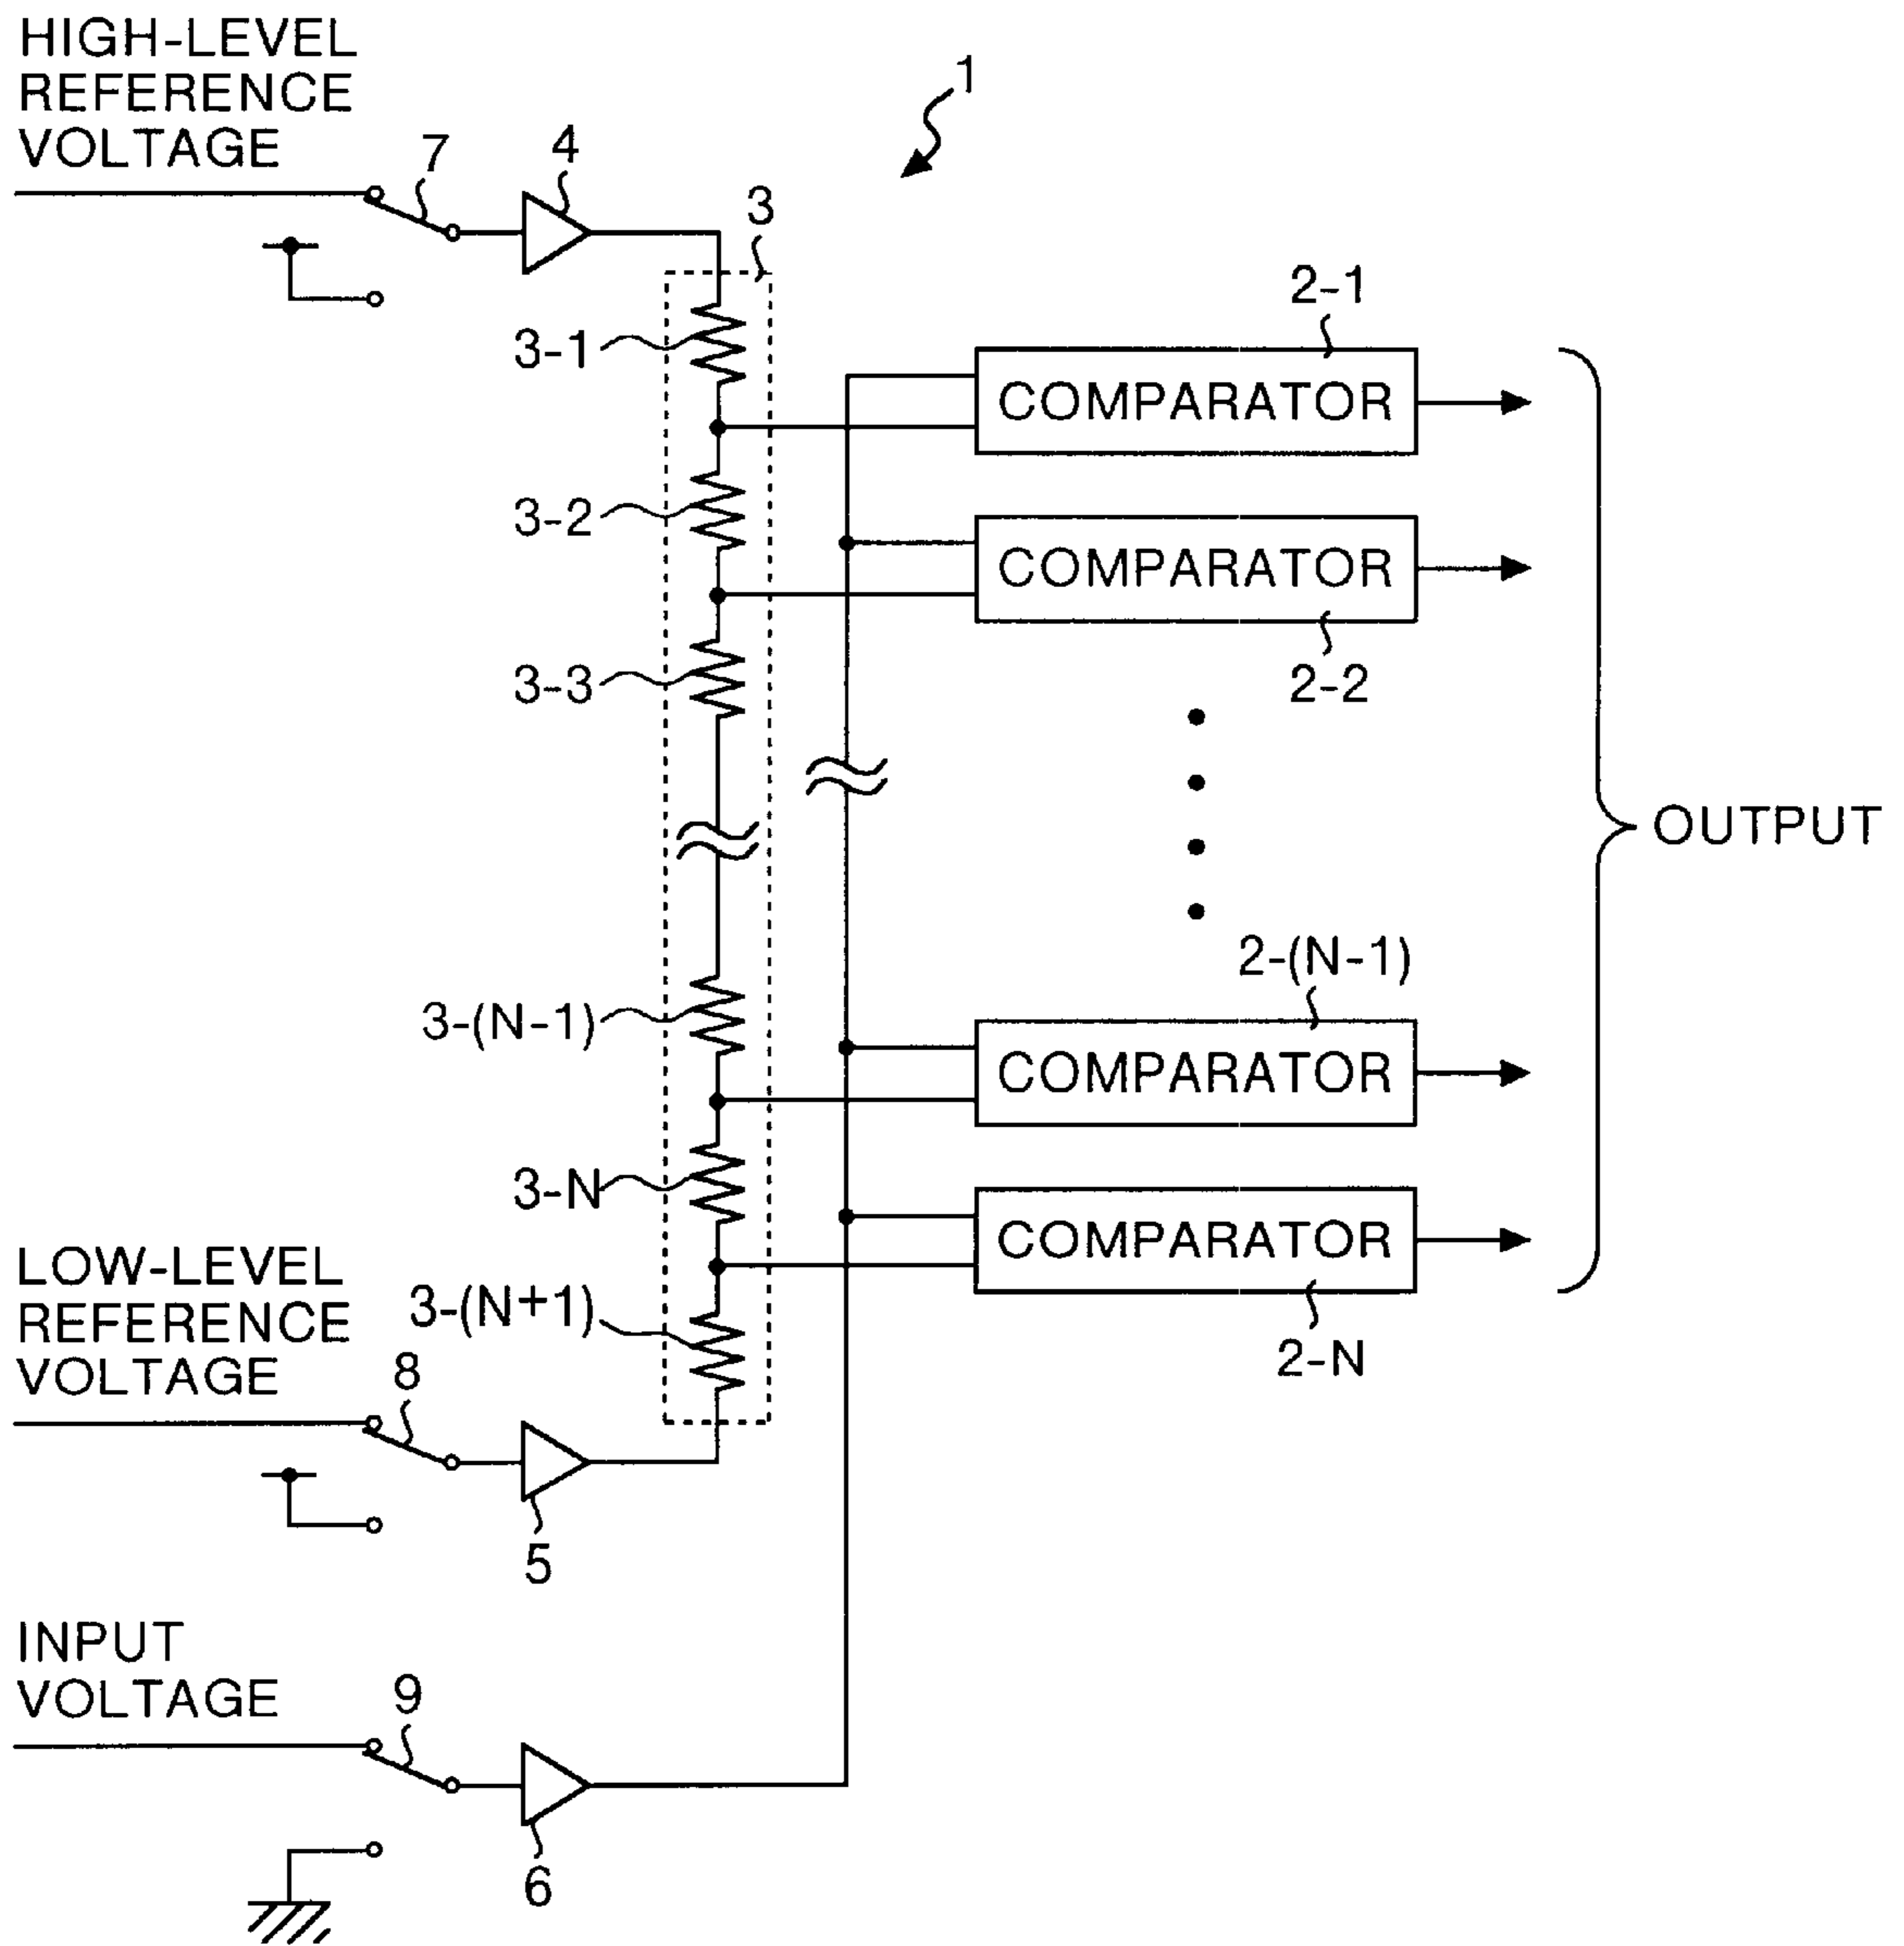 HIGH-LEVEL
REFERENCE
VOLTAGE
7
4
1
3
3-1
2-1
COMPARATOR
3-2
COMPARATOR
2-2
3-3
OUTPUT
2-(N-1)
3-(N-1)
COMPARATOR
3-N
COMPARATOR
2-N
LOW-LEVEL
REFERENCE
VOLTAGE
3-(N+1)
8
5
INPUT
VOLTAGE
9
6